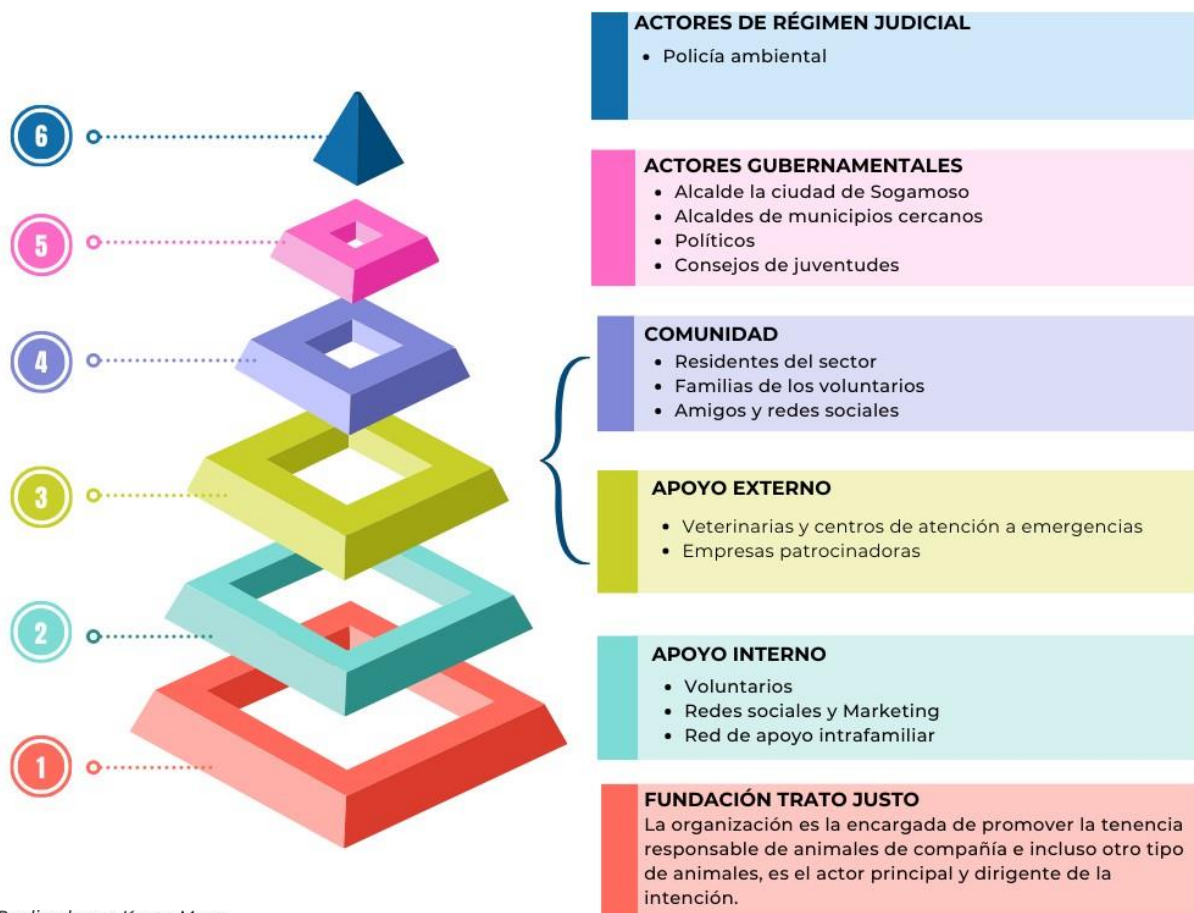 ACTORES DE RÉGIMEN JUDICIAL
• Policía ambiental
6
ACTORES GUBERNAMENTALES
• Alcalde la ciudad de Sogamoso
• Alcaldes de municipios cercanos
• Políticos
• Consejos de juventudes
5
COMUNIDAD
• Residentes del sector
• Familias de los voluntarios
• Amigos y redes sociales
4
APOYO EXTERNO
• Veterinarias y centros de atención a emergencias
• Empresas patrocinadoras
3
APOYO INTERNO
• Voluntarios
• Redes sociales y Marketing
• Red de apoyo intrafamiliar
2
FUNDACIÓN TRATO JUSTO
La organización es la encargada de promover la tenencia
responsable de animales de compañía e incluso otro tipo
de animales, es el actor principal y dirigente de la
intención.
1